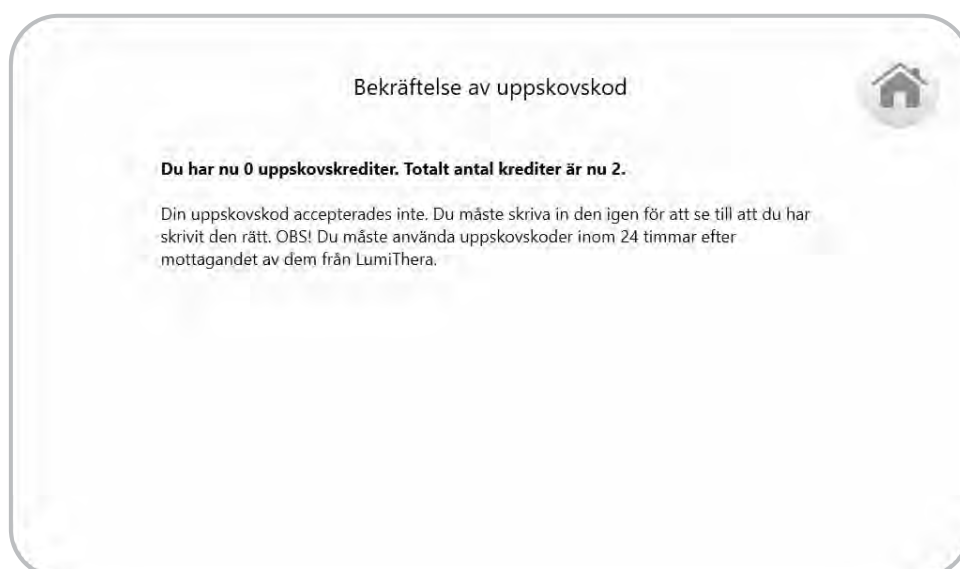 Bekräftelse av uppskovskod
Du har nu 0 uppskovskrediter. Totalt antal krediter är nu 2.
Din uppskovskod accepterades inte. Du måste skriva in den igen för att se till att du har
skrivit den rätt. OBS! Du måste använda uppskovskoder inom 24 timmar efter
mottagandet av dem från LumiThera.